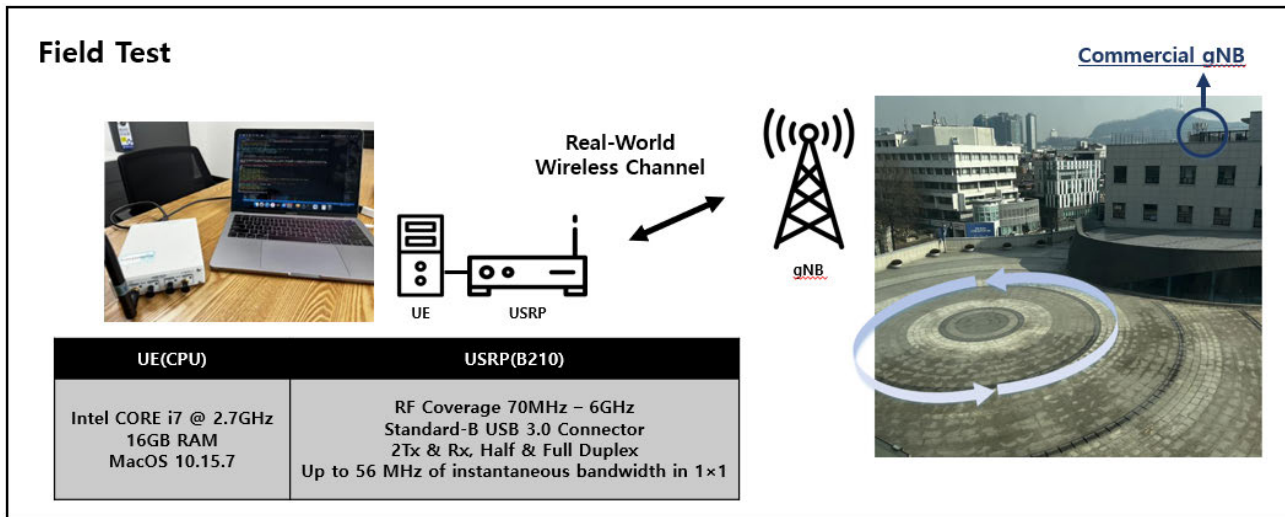 Field Test
Commercial gNB
Real-World
Wireless Channel
UE
USRP
gNB
UE(CPU)
USRP(B210)
Intel CORE i7 @ 2.7GHz
16GB RAM
MacOS 10.15.7
RF Coverage 70MHz – 6GHz
Standard-B USB 3.0 Connector
2Tx & Rx, Half & Full Duplex
Up to 56 MHz of instantaneous bandwidth in 1×1